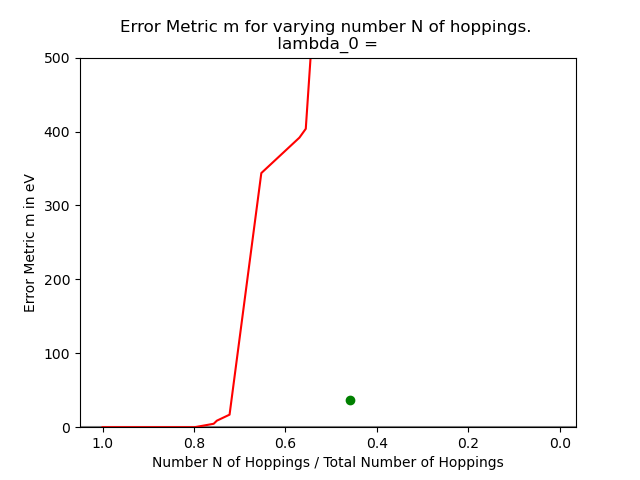 Error Metric m for varying number N of hoppings.
lambda_0 =
Error Metric m in eV
500
400
300
200
100
0
1.0 0.8 0.6 0.4 0.2 0.0
Number N of Hoppings / Total Number of Hoppings